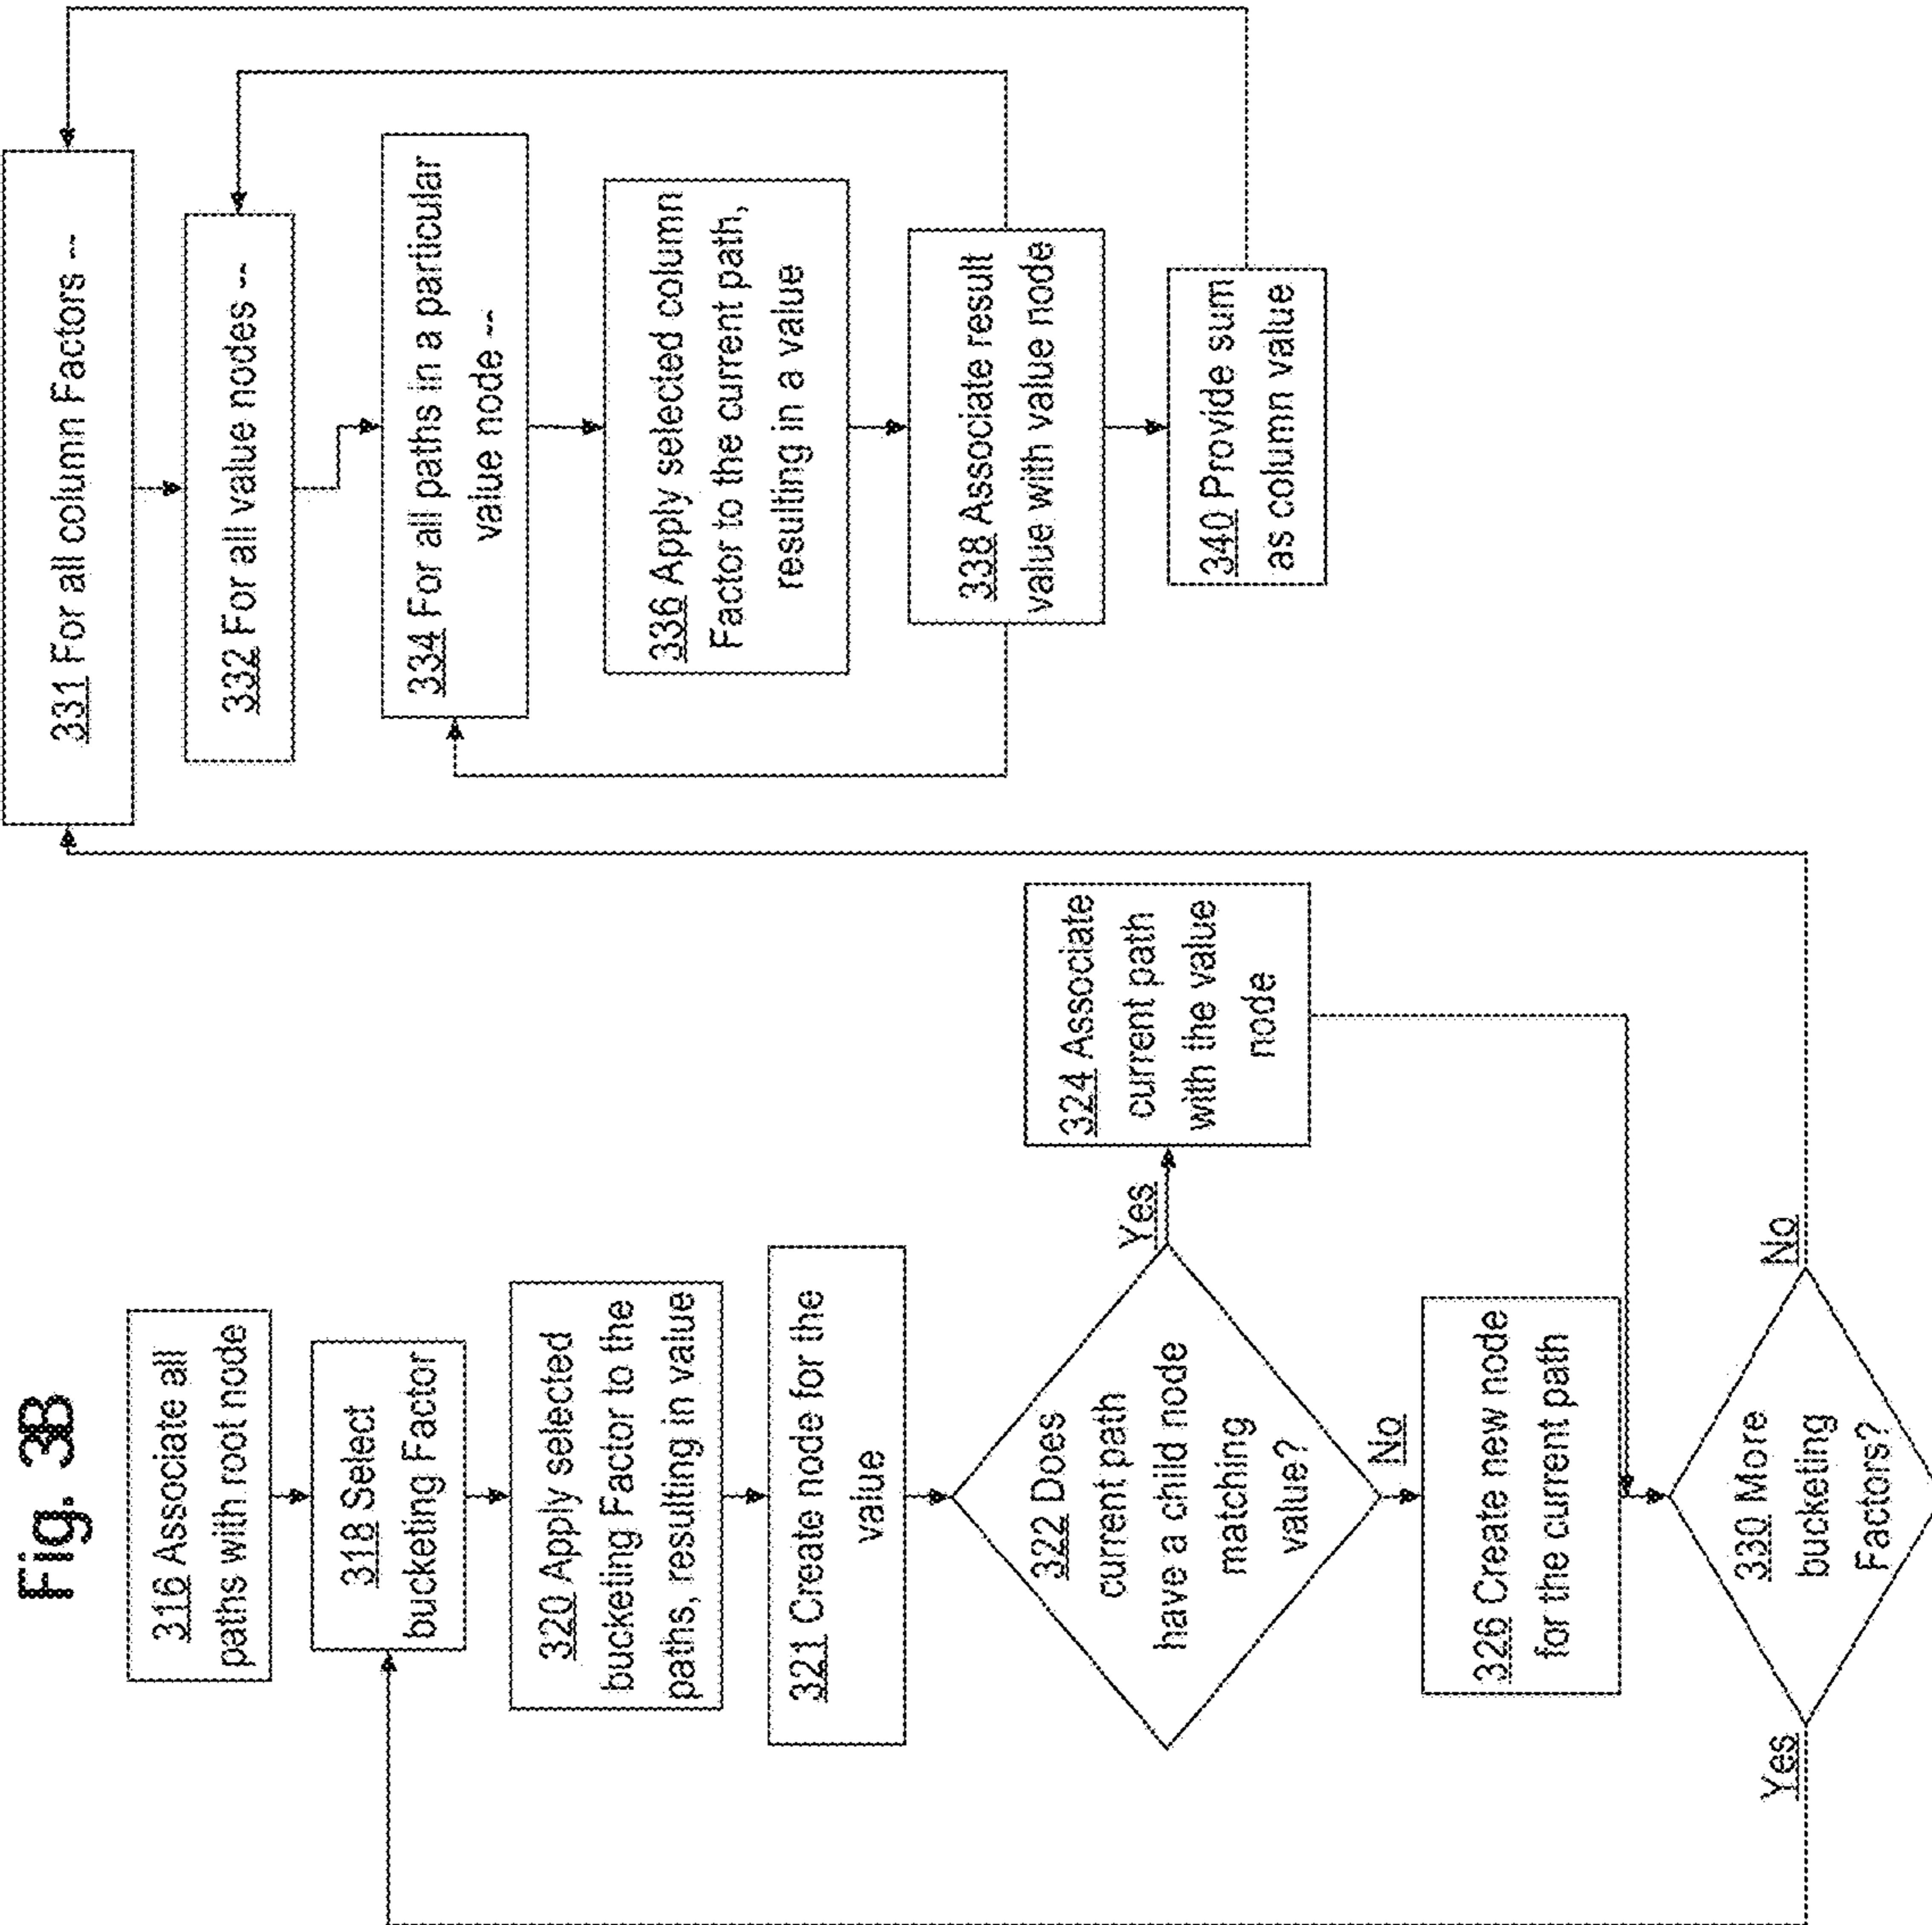 Fig. 3B
316 Associate all
paths with root node
318 Select
bucketing Factor
320 Apply selected
bucketing Factor to the
paths, resulting in value
321 Create node for the
value
322 Does
current path
have a child node
matching
value?
Yes
324 Associate
current path
with the value
node
No
326 Create new node
for the current path
330 More
bucketing
Factors?
Yes
No
331 For all column Factors --
332 For all value nodes --
334 For all paths in a particular
value node --
336 Apply selected column
Factor to the current path,
resulting in a value
338 Associate result
value with value node
340 Provide sum
as column value